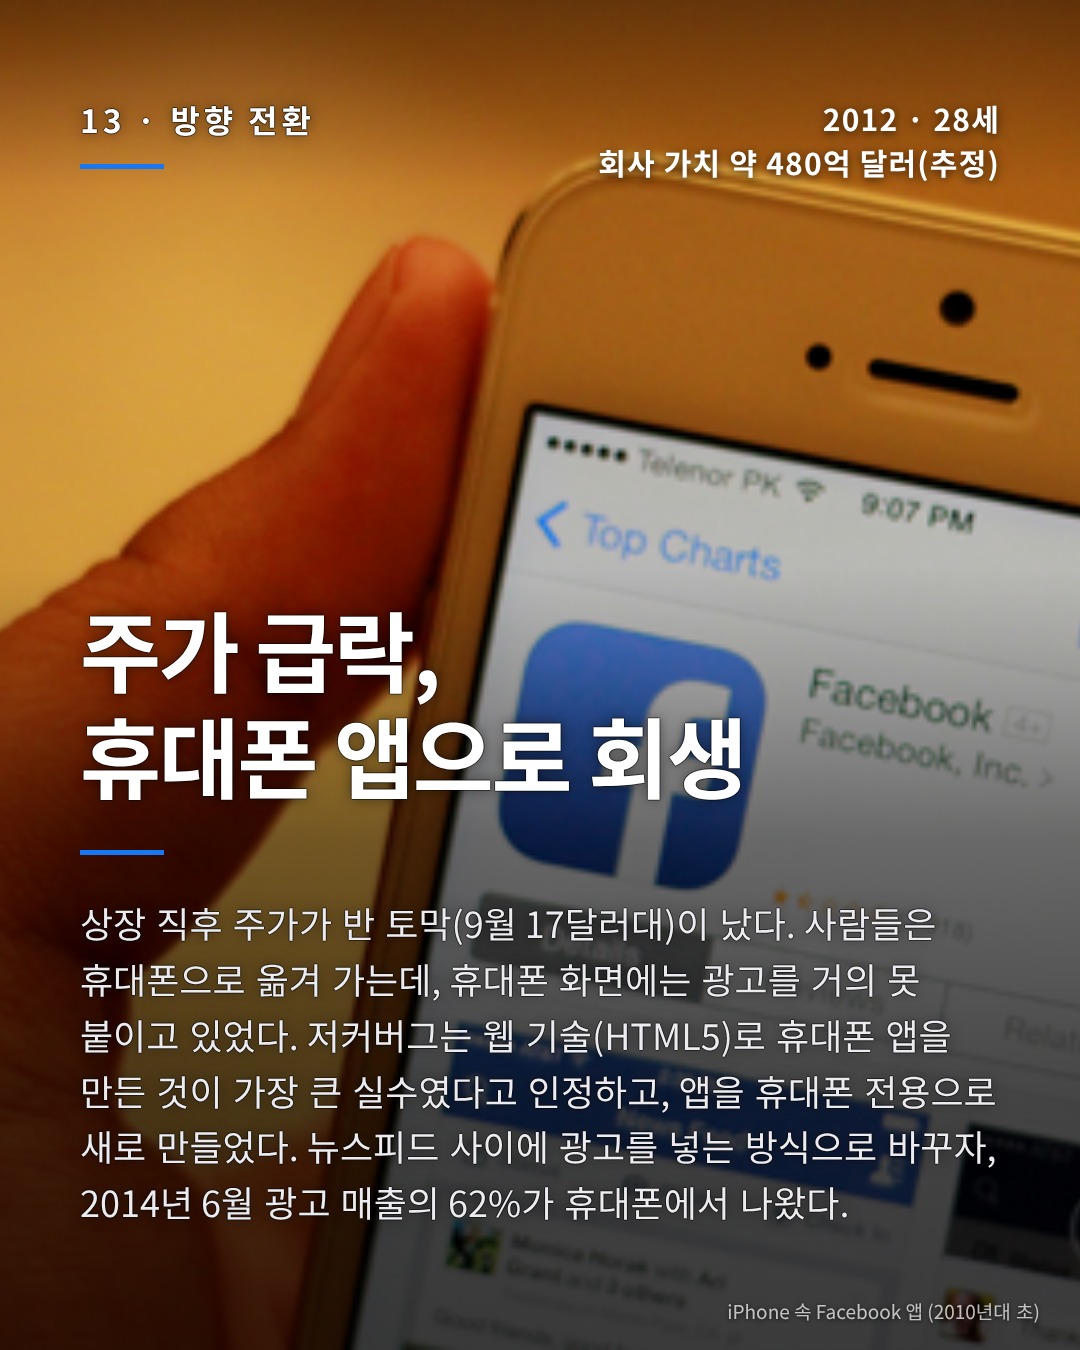 13 · 방향 전환
2012 · 28세
회사 가치 약 480억 달러(추정)
Telenor PK 9:07 PM
Top Charts
Facebook 4+
Facebook, Inc. >
주가 급락,
휴대폰 앱으로 회생
상장 직후 주가가 반 토막(9월 17달러대)이 났다. 사람들은
휴대폰으로 옮겨 가는데, 휴대폰 화면에는 광고를 거의 못
붙이고 있었다. 저커버그는 웹 기술(HTML5)로 휴대폰 앱을
만든 것이 가장 큰 실수였다고 인정하고, 앱을 휴대폰 전용으로
새로 만들었다. 뉴스피드 사이에 광고를 넣는 방식으로 바꾸자,
2014년 6월 광고 매출의 62%가 휴대폰에서 나왔다.
iPhone 속 Facebook 앱 (2010년대 초)